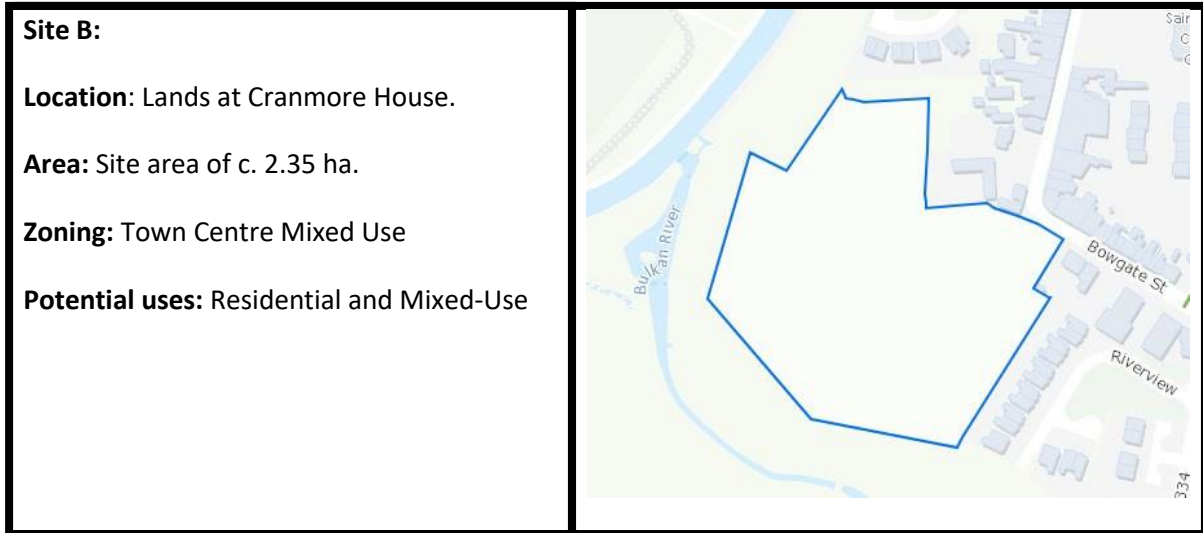 Site B:
Location: Lands at Cranmore House.
Area: Site area of c. 2.35 ha.
Zoning: Town Centre Mixed Use
Potential uses: Residential and Mixed-Use
Bulkan River
Bowgate St
Riverview
334